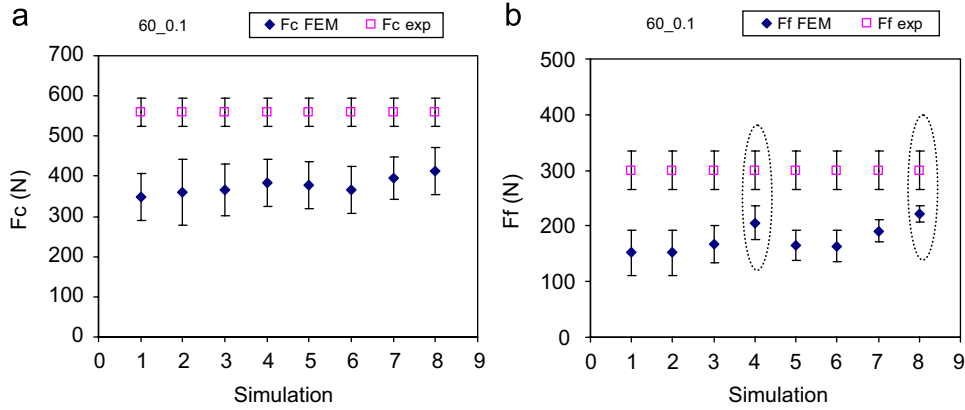 a
60_0.1
Fc FEM
Fc exp
700
600
500
400
300
200
100
0
Fc (N)
0 1 2 3 4 5 6 7 8 9
Simulation
b
60_0.1
Ff FEM
Ff exp
500
400
300
200
100
0
Ff (N)
0 1 2 3 4 5 6 7 8 9
Simulation